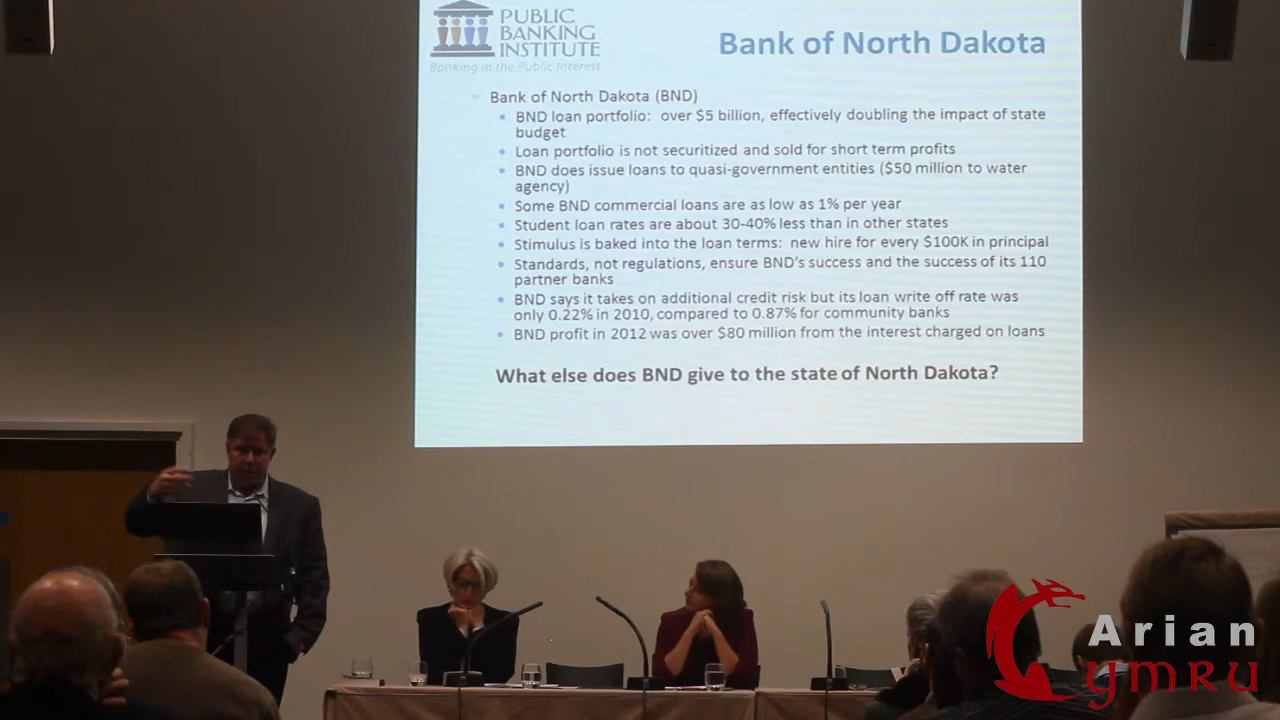 PUBLIC
BANKING
INSTITUTE
Banking in the Public Interest
Bank of North Dakota
Bank of North Dakota (BND)
BND loan portfolio: over $5 billion, effectively doubling the impact of state
budget
Loan portfolio is not securitized and sold for short term profits
BND does issue loans to quasi-government entities ($50 million to water
agency)
Some BND commercial loans are as low as 1% per year
Student loan rates are about 30-40% less than in other states
Stimulus is baked into the loan terms: new hire for every $100K in principal
Standards, not regulations, ensure BND's success and the success of its 110
partner banks
BND says it takes on additional credit risk but its loan write off rate was
only 0.22% in 2010, compared to 0.87% for community banks
BND profit in 2012 was over $80 million from the interest charged on loans
What else does BND give to the state of North Dakota?
Arian
Cymru